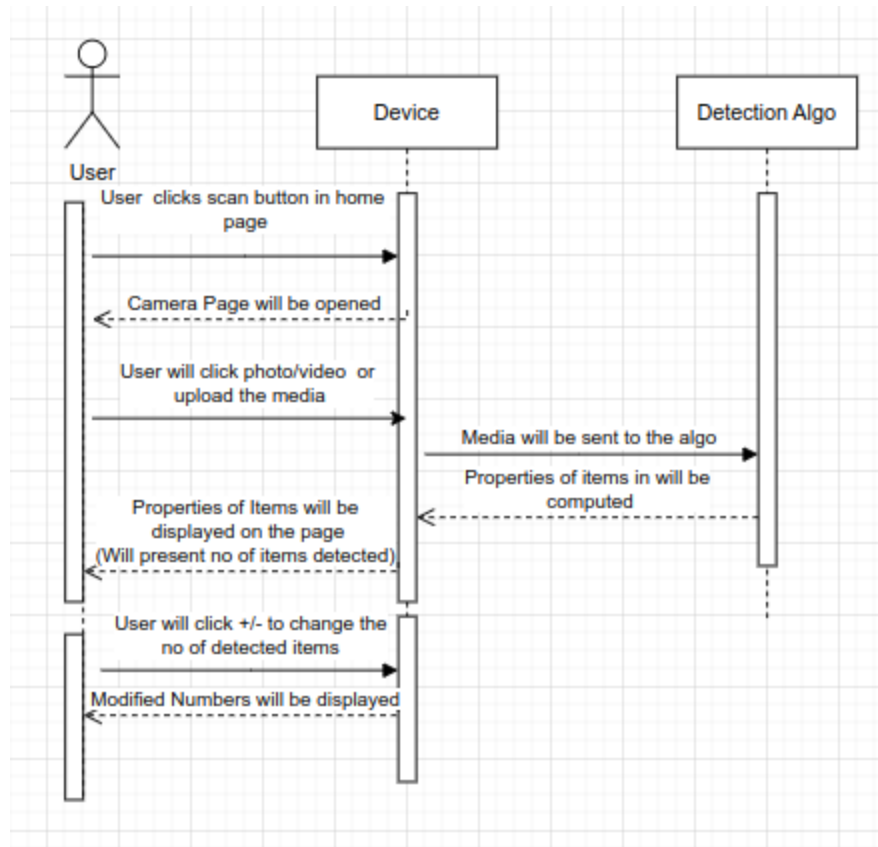 Device
Detection Algo
User
User clicks scan button in home
page
Camera Page will be opened
User will click photo/video or
upload the media
Media will be sent to the algo
Properties of items in will be
computed
Properties of Items will be
displayed on the page
(Will present no of items detected)
User will click +/- to change the
no of detected items
Modified Numbers will be displayed